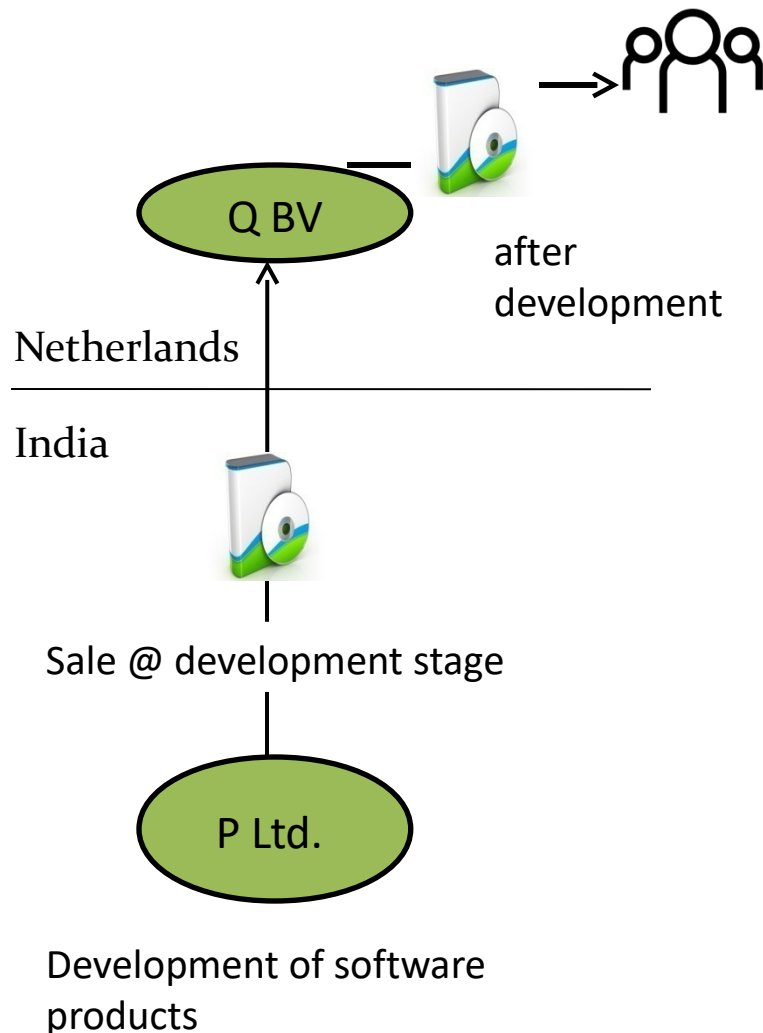 Q BV
after
development
Netherlands
India
Sale @ development stage
P Ltd.
Development of software
products